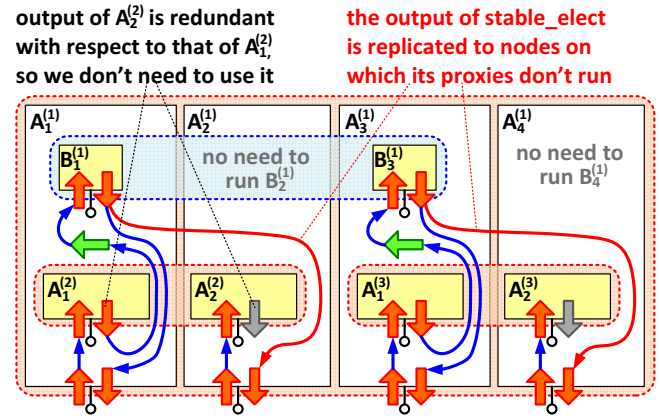 output of A₂⁽²⁾ is redundant
with respect to that of A₁⁽²⁾,
so we don't need to use it
the output of stable_elect
is replicated to nodes on
which its proxies don't run
A₁⁽¹⁾
A₂⁽¹⁾
A₃⁽¹⁾
A₄⁽¹⁾
B₁⁽¹⁾
no need to
run B₂⁽¹⁾
B₃⁽¹⁾
no need to
run B₄⁽¹⁾
A₁⁽²⁾
A₂⁽²⁾
A₁⁽³⁾
A₂⁽³⁾